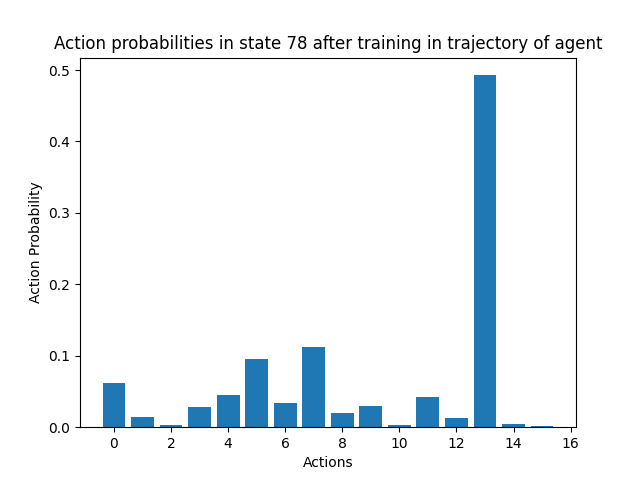 Action probabilities in state 78 after training in trajectory of agent
0.5
0.4
0.3
0.2
0.1
0.0
Action Probability
0 2 4 6 8 10 12 14 16
Actions